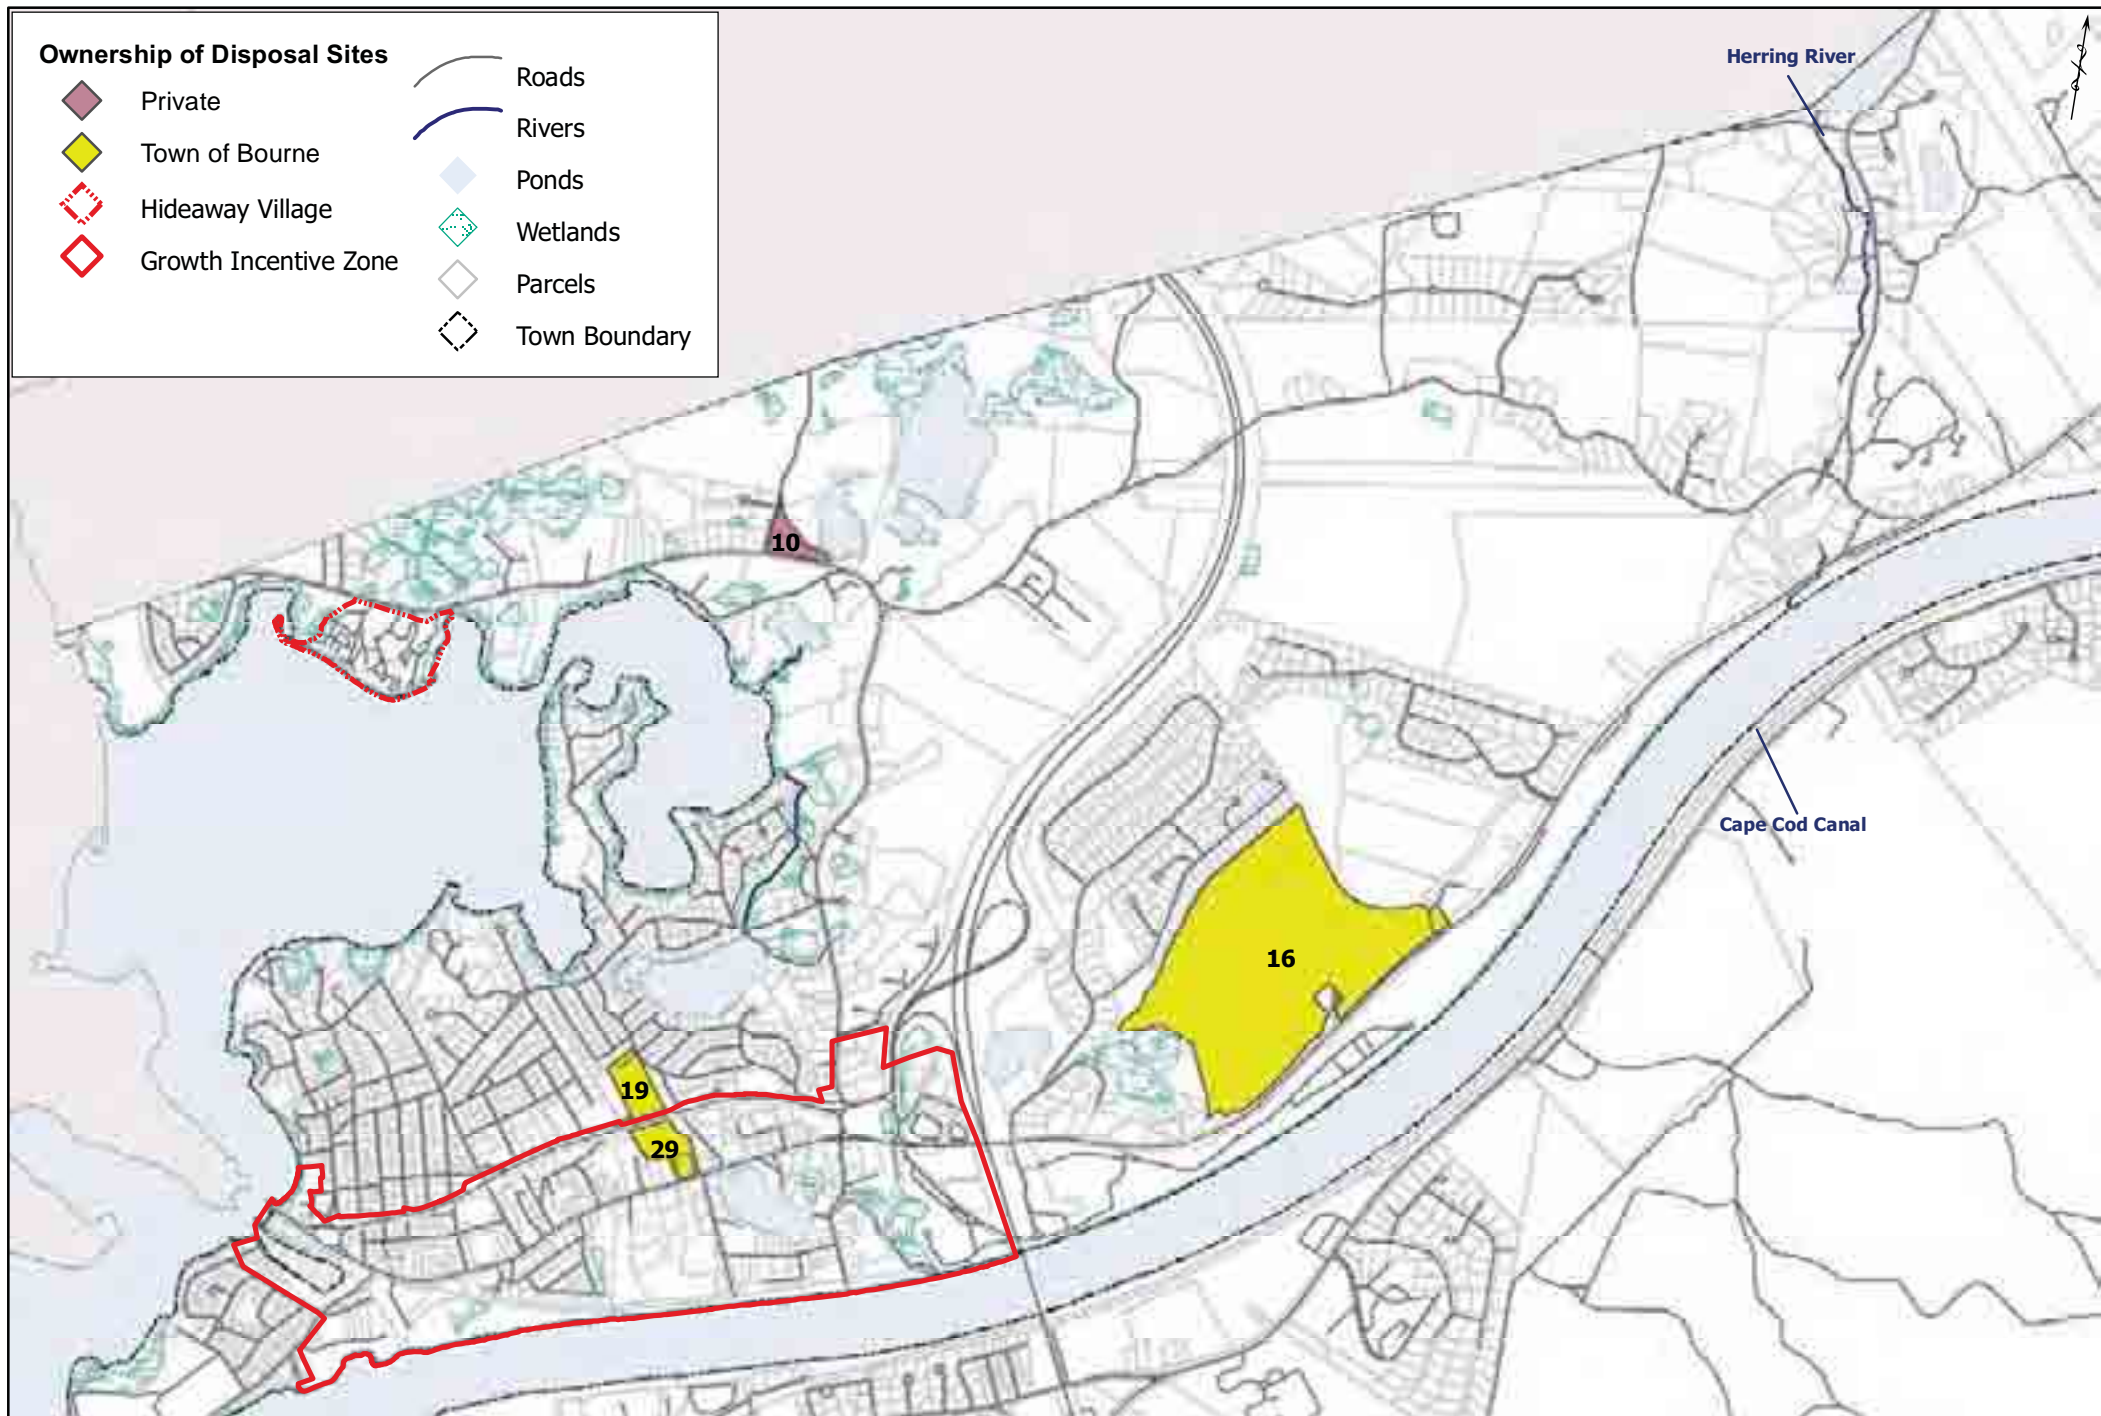 Ownership of Disposal Sites
Private
Town of Bourne
Hideaway Village
Growth Incentive Zone
Roads
Rivers
Ponds
Wetlands
Parcels
Town Boundary
Herring River
10
Cape Cod Canal
16
19
29